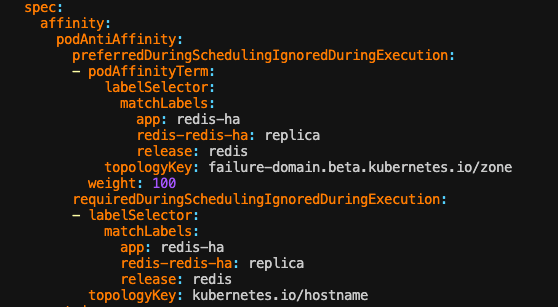 spec:
  affinity:
    podAntiAffinity:
      preferredDuringSchedulingIgnoredDuringExecution:
      - podAffinityTerm:
          labelSelector:
            matchLabels:
              app: redis-ha
              redis-redis-ha: replica
              release: redis
          topologyKey: failure-domain.beta.kubernetes.io/zone
        weight: 100
      requiredDuringSchedulingIgnoredDuringExecution:
      - labelSelector:
          matchLabels:
            app: redis-ha
            redis-redis-ha: replica
            release: redis
        topologyKey: kubernetes.io/hostname